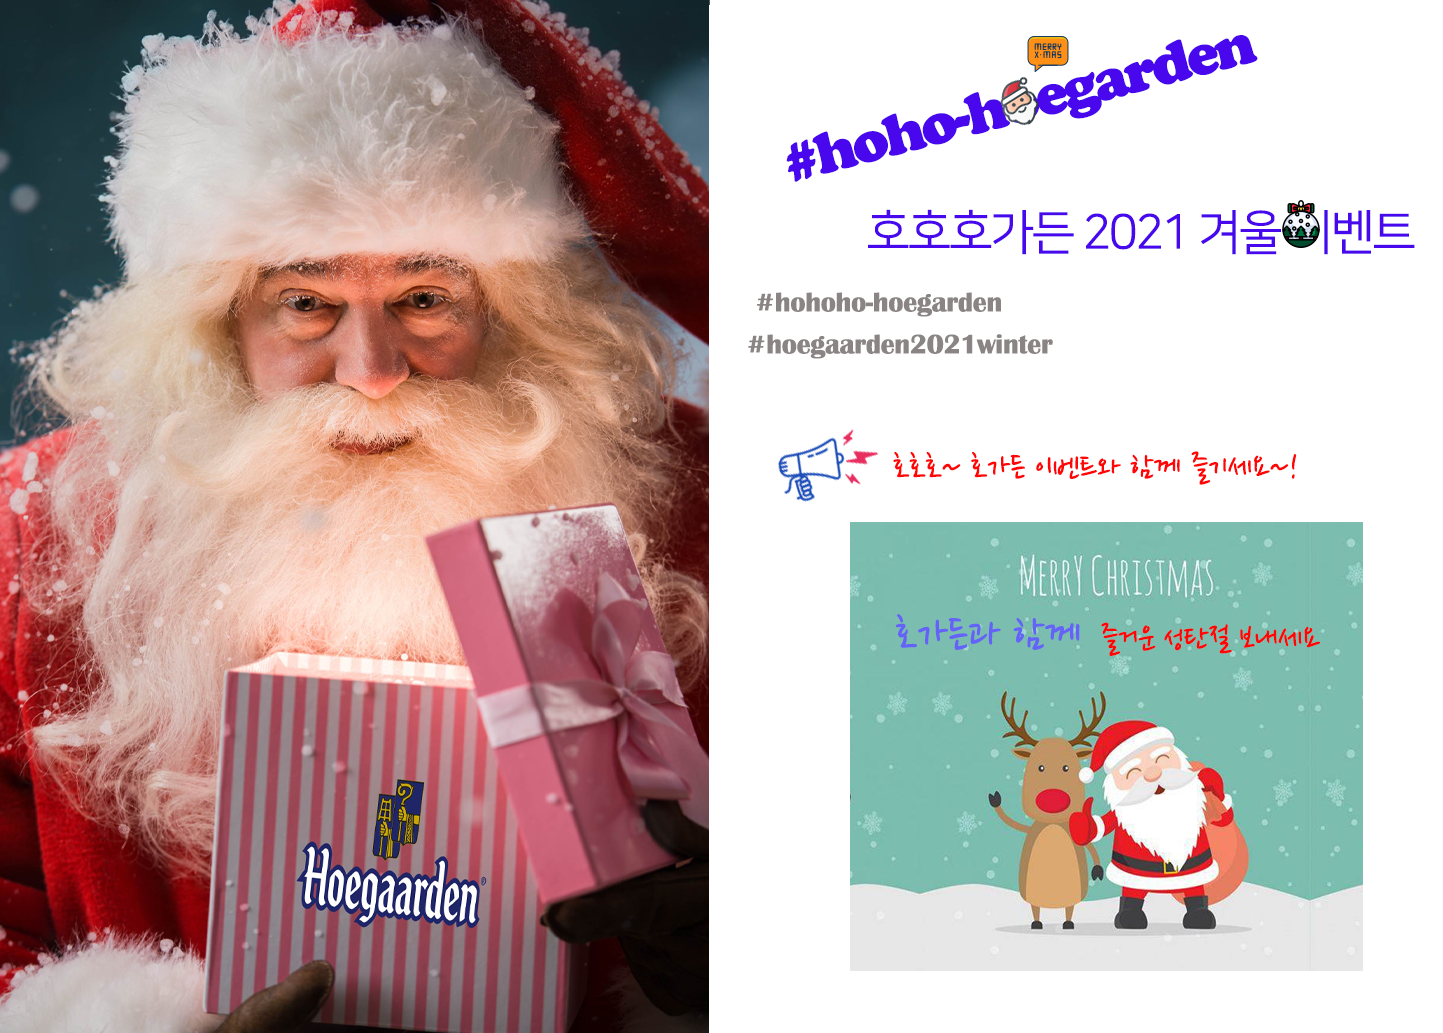 MERRY
X-MAS
#hoho-hoegarden
호호호가든 2021 겨울이벤트
#hohoho-hoegarden
#hoegaarden2021winter
호호호~ 호가든 이벤트와 함께 즐기세요~!
MERRY CHRISTMAS
호가든과 함께 즐거운 성탄절 보내세요
Hoegaarden®